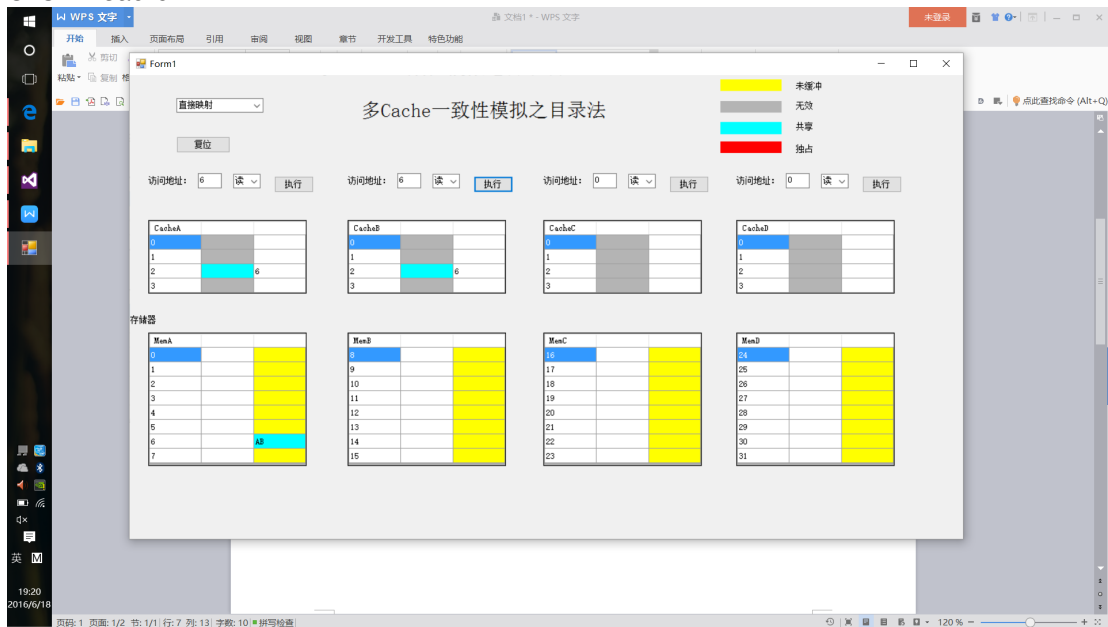 WPS 文字
文档1 * - WPS 文字
未登录
开始 插入 页面布局 引用 审阅 视图 章节 开发工具 特色功能
剪切
粘贴 复制 格
Form1
点此查找命令 (Alt+Q)
直接映射
多Cache一致性模拟之目录法
复位
未缓冲
无效
共享
独占
访问地址: 6 读 执行 访问地址: 6 读 执行 访问地址: 0 读 执行 访问地址: 0 读 执行
CacheA CacheB CacheC CacheD
0 0 0 0
1 1 1 1
2 6 2 6 2 2
3 3 3 3
存储器
MemA MemB MemC MemD
0 8 16 24
1 9 17 25
2 10 18 26
3 11 19 27
4 12 20 28
5 13 21 29
6 AB 14 22 30
7 15 23 31
英 M
19:20
2016/6/18
页码: 1 页面: 1/2 节: 1/1 行: 7 列: 13 字数: 10 拼写检查 120 %